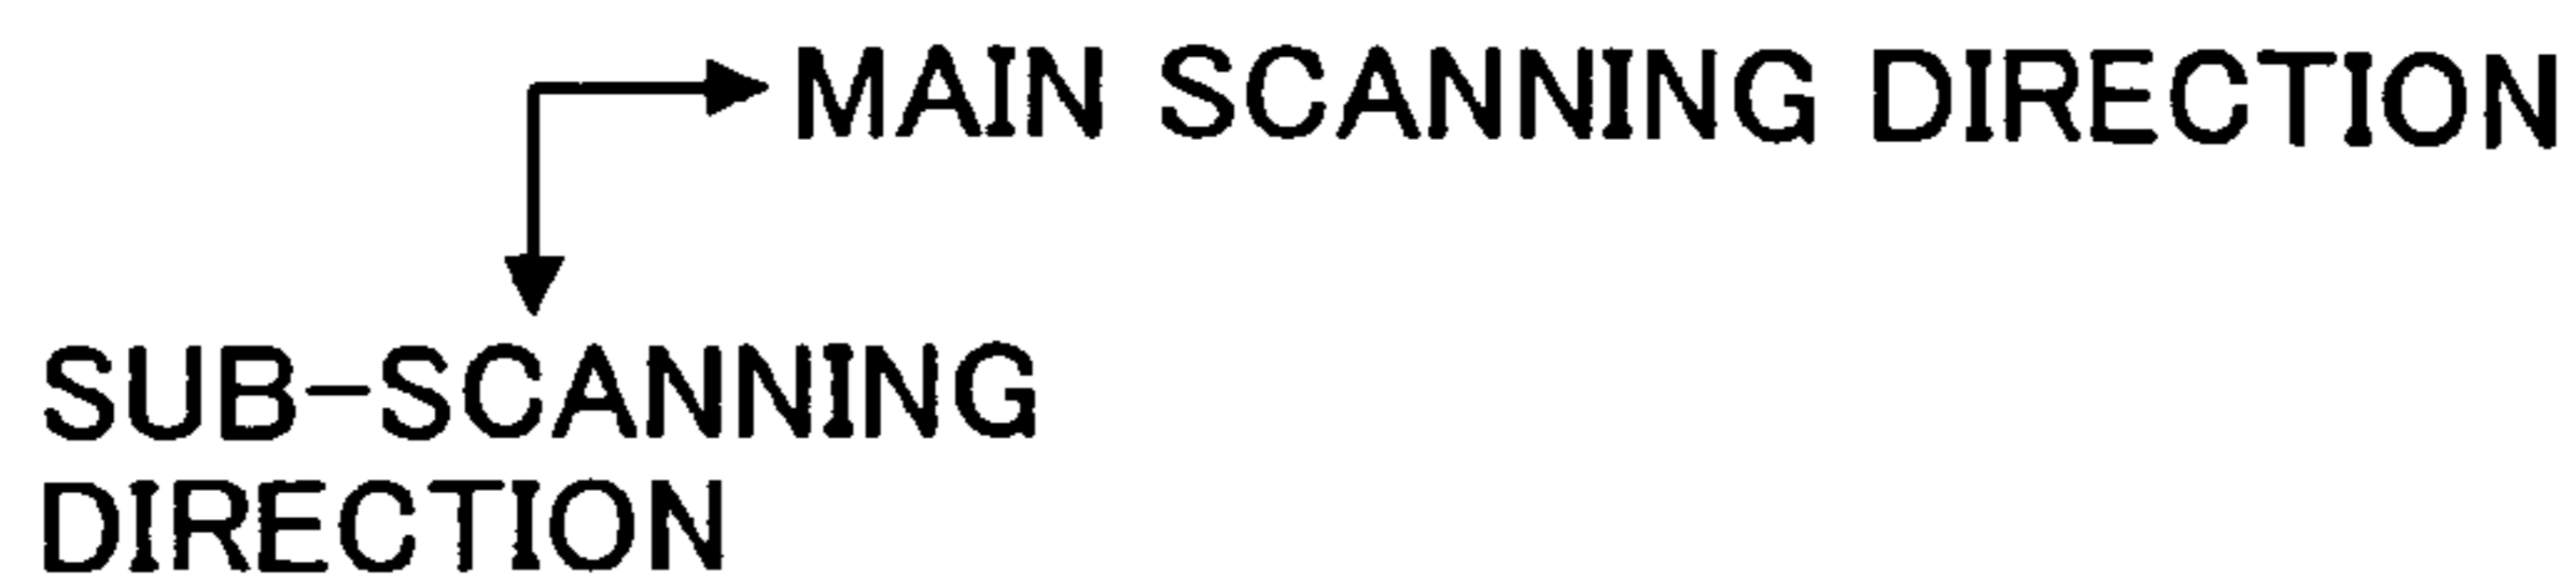 MAIN SCANNING DIRECTION
SUB-SCANNING
DIRECTION